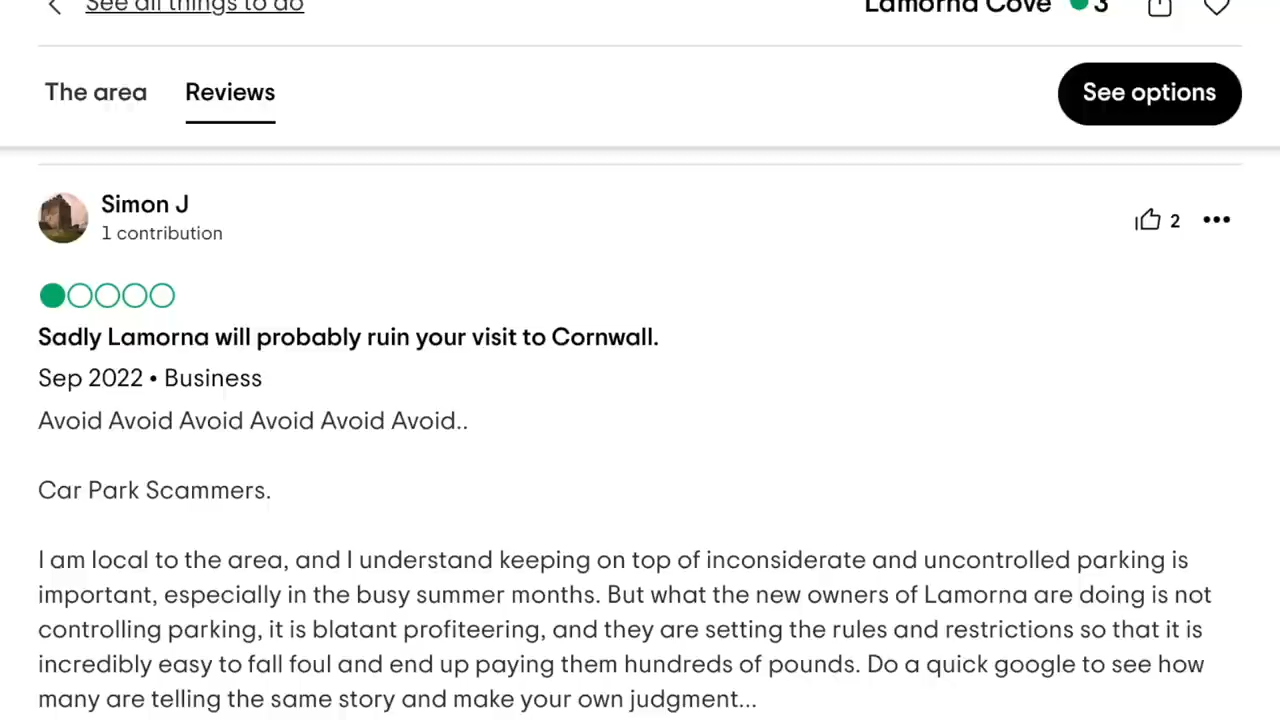 See all things to do
Lamorna Cove 3
The area Reviews
See options
Simon J
1 contribution
2
Sadly Lamorna will probably ruin your visit to Cornwall.
Sep 2022 • Business
Avoid Avoid Avoid Avoid Avoid Avoid..
Car Park Scammers.
I am local to the area, and I understand keeping on top of inconsiderate and uncontrolled parking is
important, especially in the busy summer months. But what the new owners of Lamorna are doing is not
controlling parking, it is blatant profiteering, and they are setting the rules and restrictions so that it is
incredibly easy to fall foul and end up paying them hundreds of pounds. Do a quick google to see how
many are telling the same story and make your own judgment...